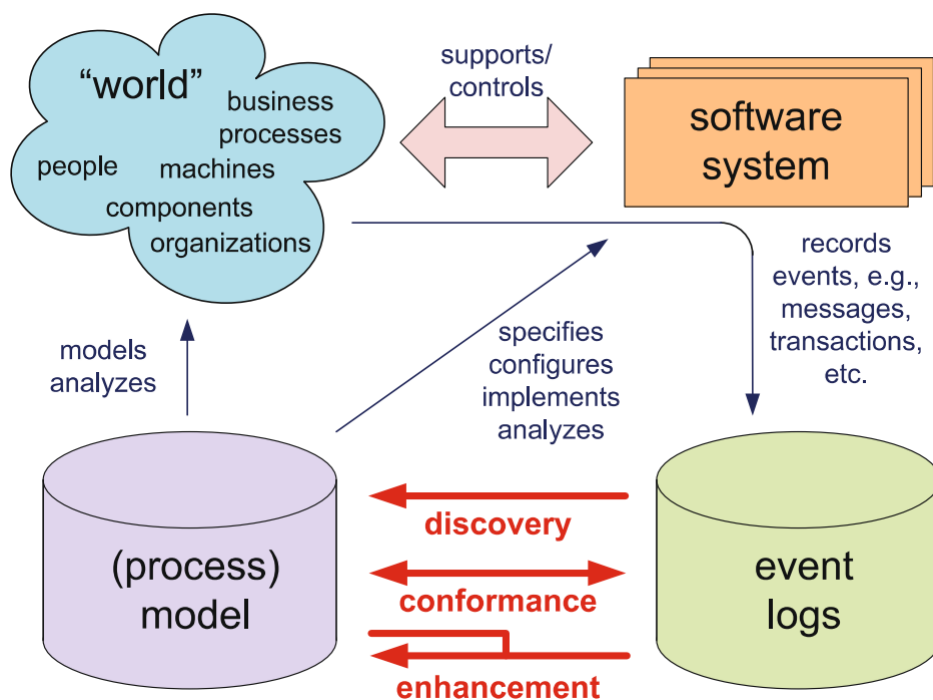 “world”
business
processes
people
machines
components
organizations
supports/
controls
software
system
records
events, e.g.,
messages,
transactions,
etc.
models
analyzes
specifies
configures
implements
analyzes
(process)
model
discovery
conformance
enhancement
event
logs